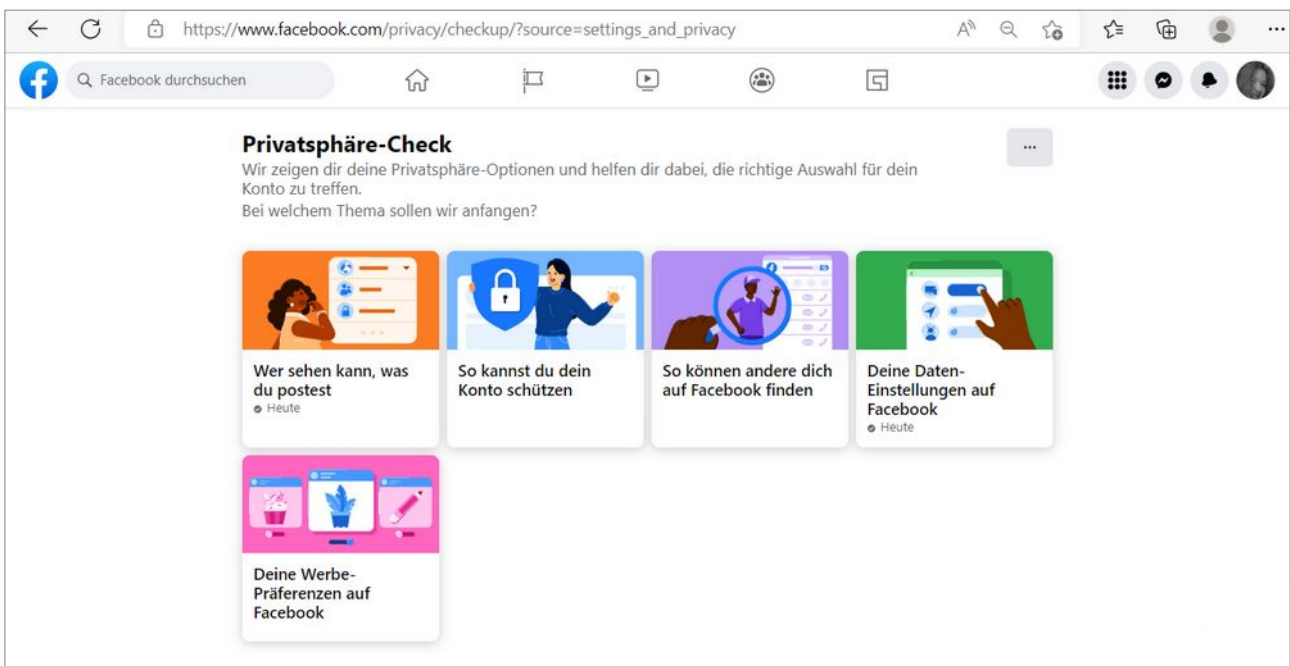 https://www.facebook.com/privacy/checkup/?source=settings_and_privacy
Facebook durchsuchen
Privatsphäre-Check
Wir zeigen dir deine Privatsphäre-Optionen und helfen dir dabei, die richtige Auswahl für dein
Konto zu treffen.
Bei welchem Thema sollen wir anfangen?
Wer sehen kann, was
du postest
Heute
So kannst du dein
Konto schützen
So können andere dich
auf Facebook finden
Deine Daten-
Einstellungen auf
Facebook
Heute
Deine Werbe-
Präferenzen auf
Facebook